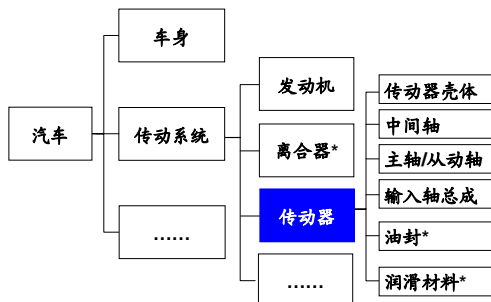 汽车
车身
传动系统
……
发动机
离合器*
传动器
……
传动器壳体
中间轴
主轴/从动轴
输入轴总成
油封*
润滑材料*